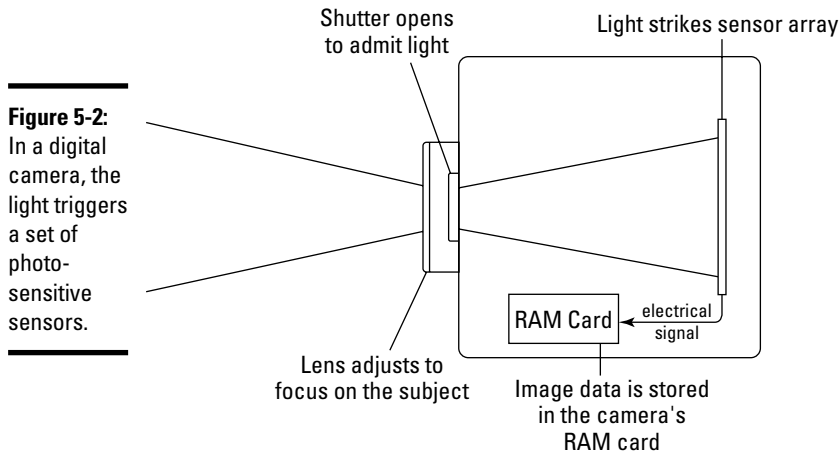 Shutter opens
to admit light
Light strikes sensor array
Figure 5-2:
In a digital
camera, the
light triggers
a set of
photo-
sensitive
sensors.
RAM Card
electrical
signal
Lens adjusts to
focus on the subject
Image data is stored
in the camera's
RAM card